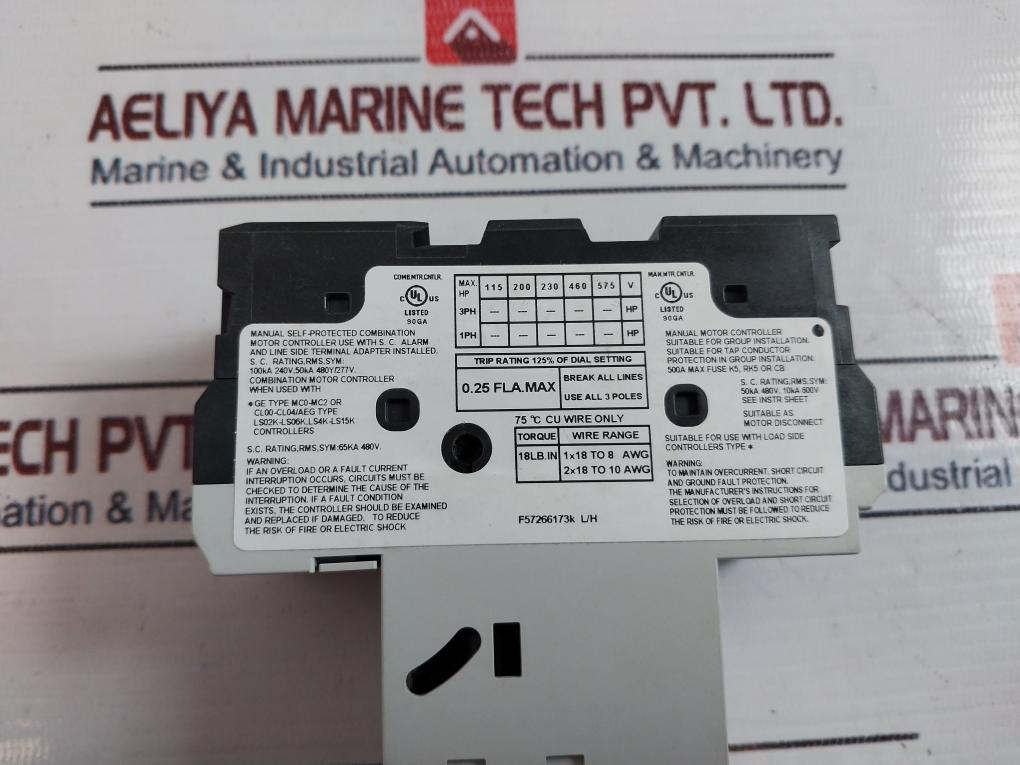 AELIYA MARINE TECH PVT. LTD.
Marine & Industrial Automation & Machinery
COMB.MTR.CNTLR.
C UL US
LISTED
90GA
MANUAL SELF-PROTECTED COMBINATION
MOTOR CONTROLLER USE WITH S. C. ALARM
AND LINE SIDE TERMINAL ADAPTER INSTALLED.
S. C. RATING,RMS,SYM:
100kA 240V,50kA 480Y/277V.
COMBINATION MOTOR CONTROLLER
WHEN USED WITH
*GE TYPE MC0-MC2 OR
CL00-CL04/AEG TYPE
LS02K-LS06K,LS4K-LS15K
CONTROLLERS
S.C. RATING,RMS,SYM:65KA 480V.
WARNING:
IF AN OVERLOAD OR A FAULT CURRENT
INTERRUPTION OCCURS, CIRCUITS MUST BE
CHECKED TO DETERMINE THE CAUSE OF THE
INTERRUPTION. IF A FAULT CONDITION
EXISTS, THE CONTROLLER SHOULD BE EXAMINED
AND REPLACED IF DAMAGED. TO REDUCE
THE RISK OF FIRE OR ELECTRIC SHOCK
MAX. HP 115 200 230 460 575 V
3PH --- --- --- --- --- HP
1PH --- --- --- --- --- HP
TRIP RATING 125% OF DIAL SETTING
0.25 FLA.MAX
BREAK ALL LINES
USE ALL 3 POLES
75 °C CU WIRE ONLY
TORQUE WIRE RANGE
18LB.IN 1x18 TO 8 AWG
2x18 TO 10 AWG
F57266173k L/H
MAN.MTR.CNTLR.
C UL US
LISTED
90GA
MANUAL MOTOR CONTROLLER
SUITABLE FOR GROUP INSTALLATION.
SUITABLE FOR TAP CONDUCTOR
PROTECTION IN GROUP INSTALLATION.
500A MAX FUSE K5, RK5 OR CB
S. C. RATING,RMS,SYM:
50kA 480V, 10kA 600V
SEE INSTR SHEET
SUITABLE AS
MOTOR DISCONNECT
SUITABLE FOR USE WITH LOAD SIDE
CONTROLLERS TYPE *
WARNING:
TO MAINTAIN OVERCURRENT. SHORT CIRCUIT
AND GROUND FAULT PROTECTION.
THE MANUFACTURER'S INSTRUCTIONS FOR
SELECTION OF OVERLOAD AND SHORT CIRCUIT
PROTECTION MUST BE FOLLOWED TO REDUCE
THE RISK OF FIRE OR ELECTRIC SHOCK.
ECH PVT
ation & Ma
MARIN
dustrial